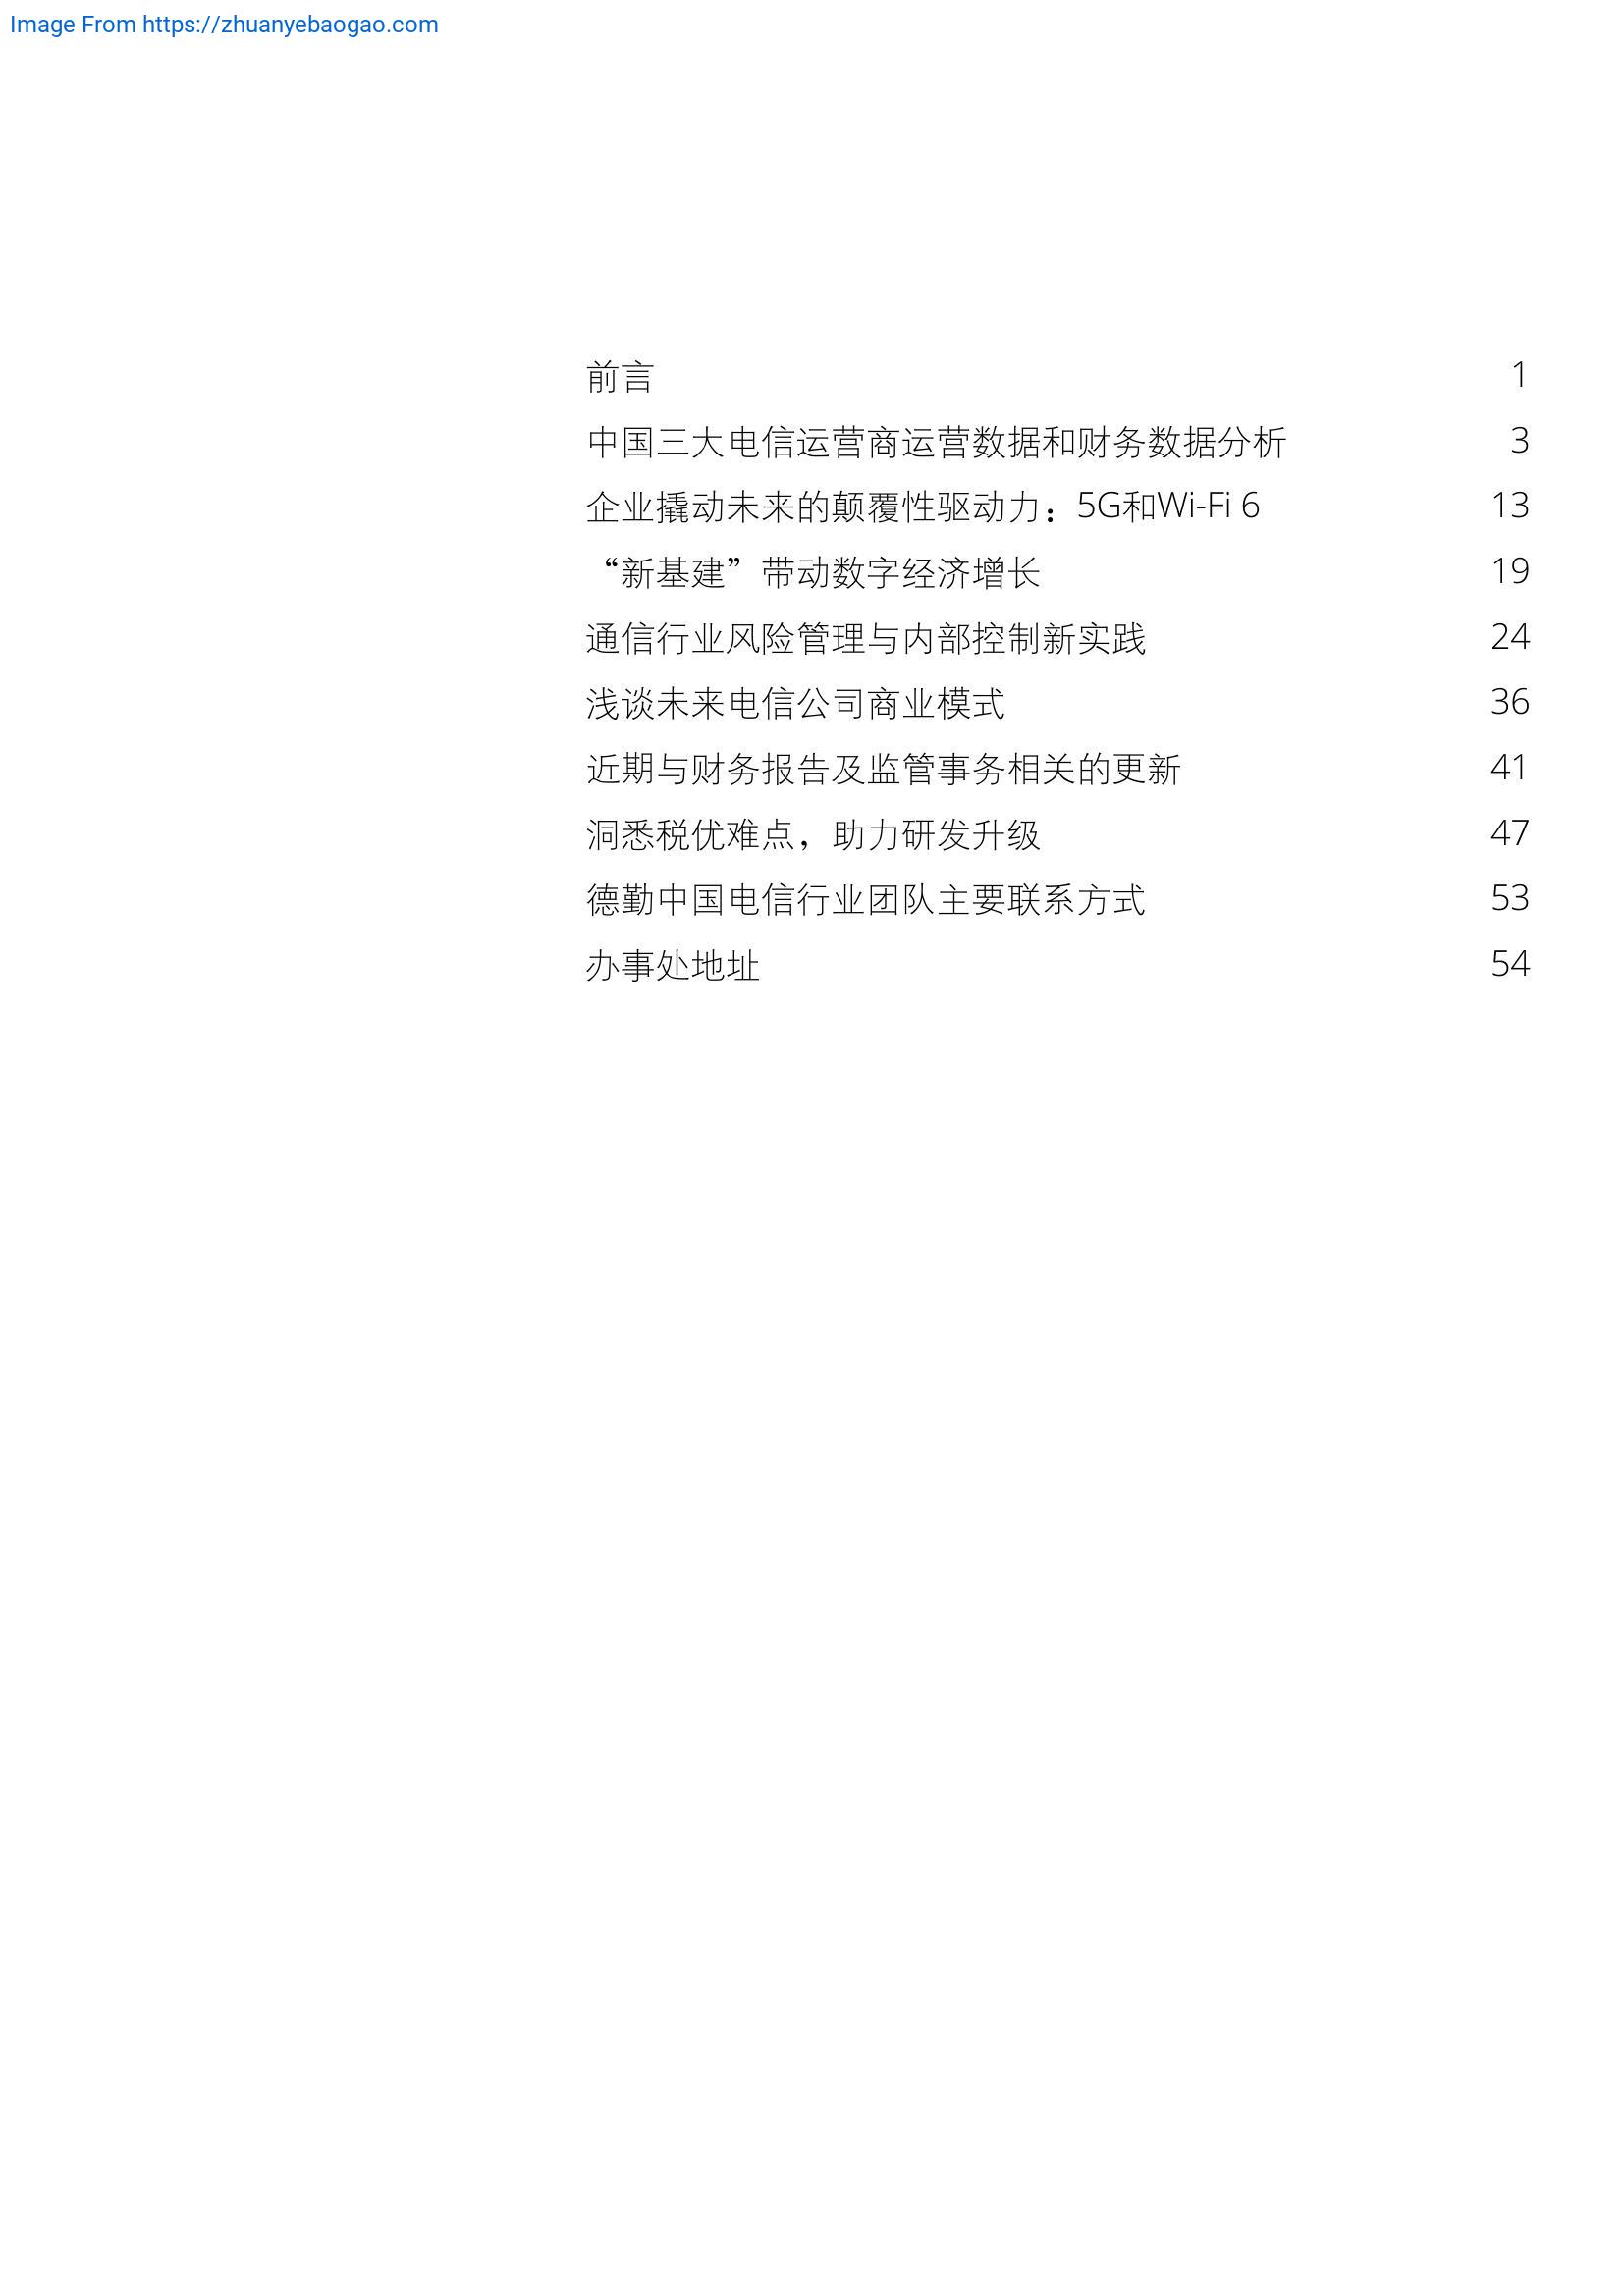 Image From https://zhuanyebaogao.com
前言 1
中国三大电信运营商运营数据和财务数据分析 3
企业撬动未来的颠覆性驱动力：5G和Wi-Fi 6 13
“新基建”带动数字经济增长 19
通信行业风险管理与内部控制新实践 24
浅谈未来电信公司商业模式 36
近期与财务报告及监管事务相关的更新 41
洞悉税优难点，助力研发升级 47
德勤中国电信行业团队主要联系方式 53
办事处地址 54